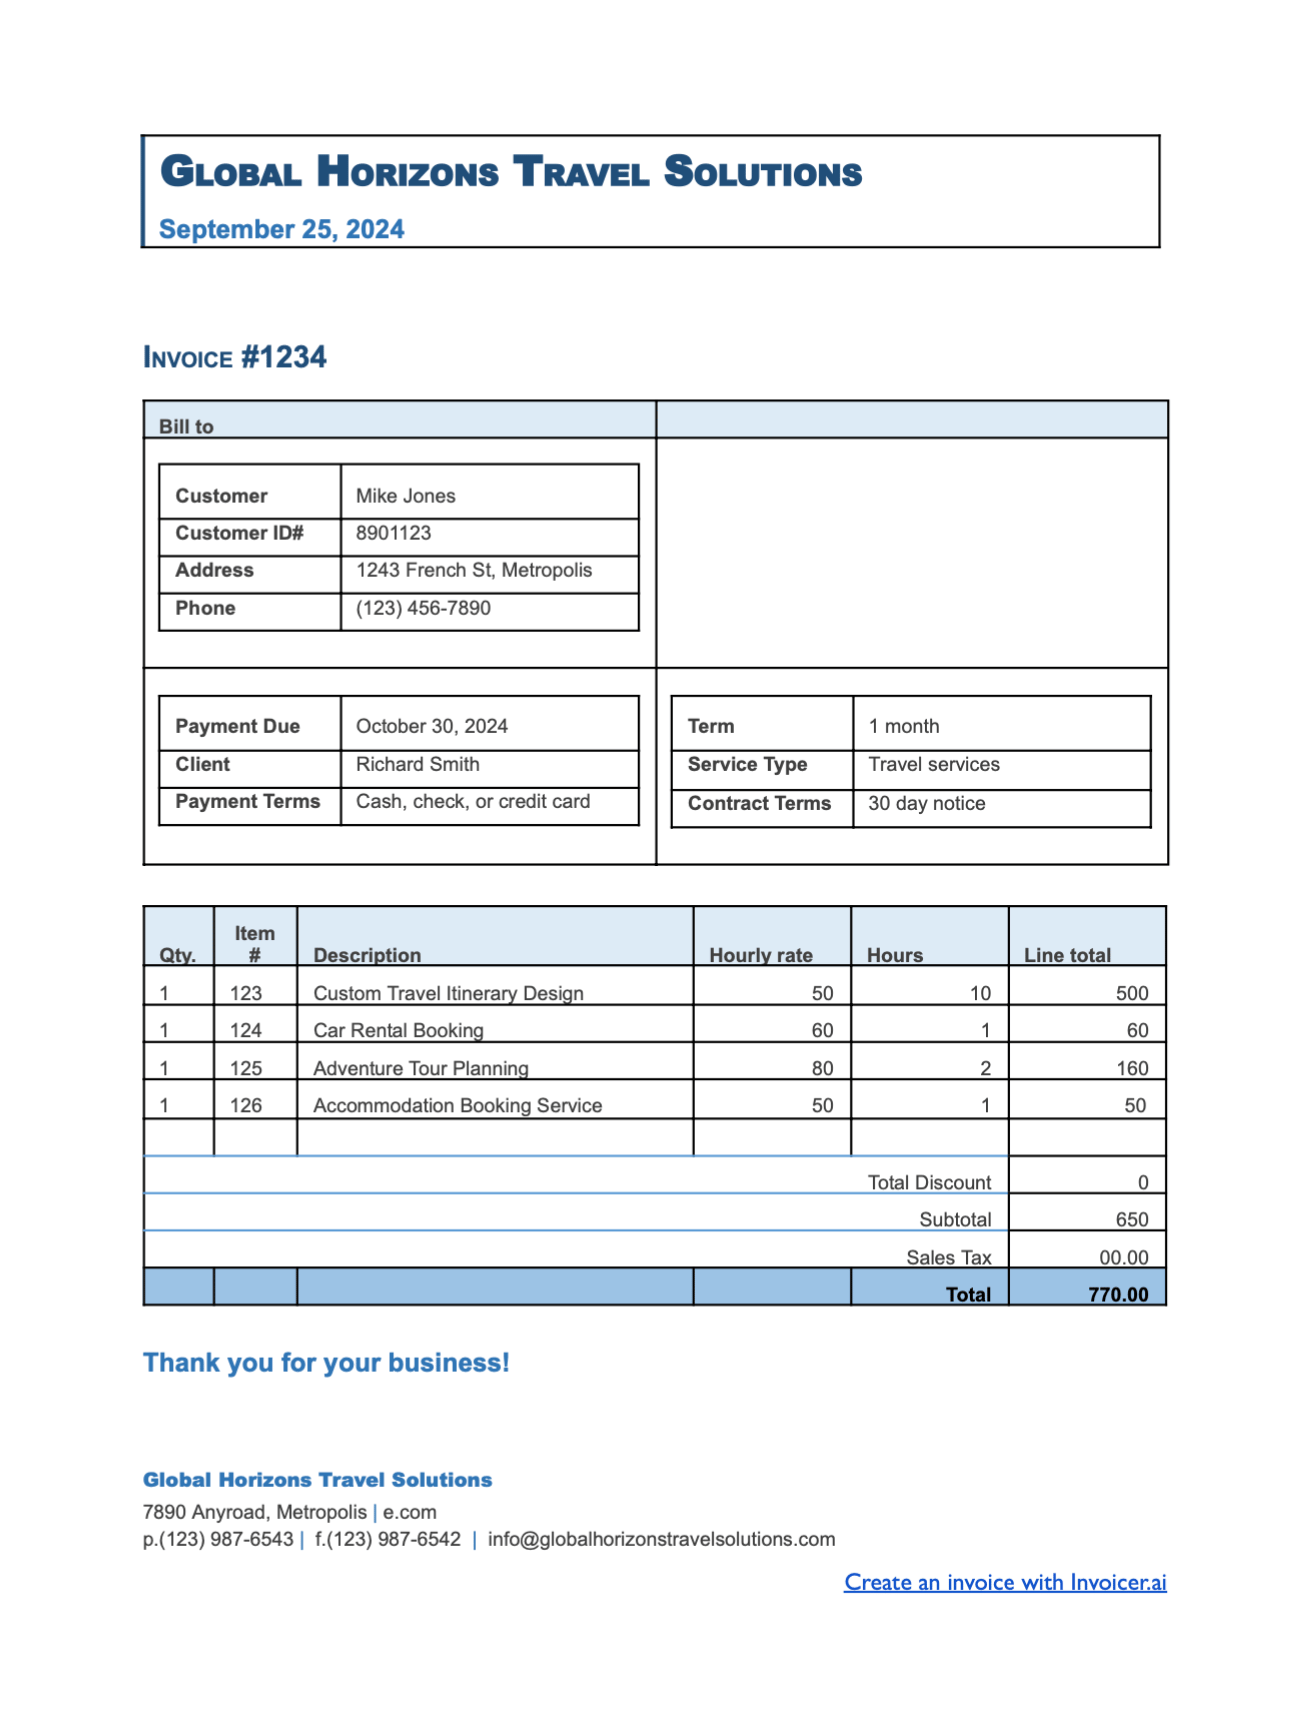 Global Horizons Travel Solutions
September 25, 2024
Invoice #1234
Bill to
Customer Mike Jones
Customer ID# 8901123
Address 1243 French St, Metropolis
Phone (123) 456-7890
Payment Due October 30, 2024
Client Richard Smith
Payment Terms Cash, check, or credit card
Term 1 month
Service Type Travel services
Contract Terms 30 day notice
Qty. Item # Description Hourly rate Hours Line total
1 123 Custom Travel Itinerary Design 50 10 500
1 124 Car Rental Booking 60 1 60
1 125 Adventure Tour Planning 80 2 160
1 126 Accommodation Booking Service 50 1 50
Total Discount 0
Subtotal 650
Sales Tax 00.00
Total 770.00
Thank you for your business!
Global Horizons Travel Solutions
7890 Anyroad, Metropolis | e.com
p.(123) 987-6543 | f.(123) 987-6542 | info@globalhorizonstravelsolutions.com
Create an invoice with Invoicer.ai